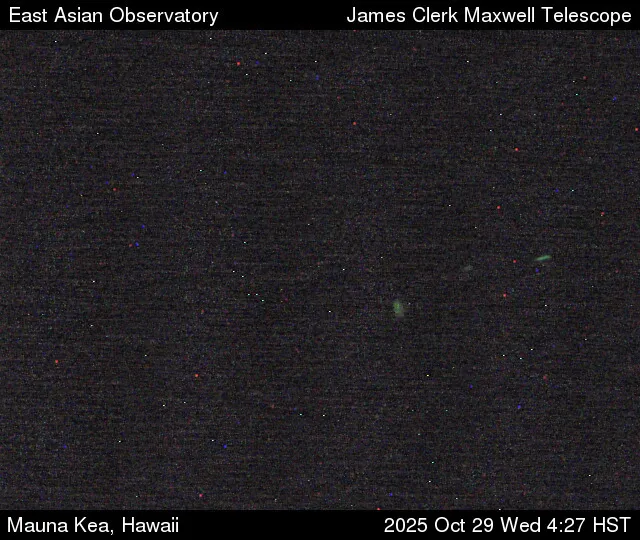 East Asian Observatory
James Clerk Maxwell Telescope
Mauna Kea, Hawaii
2025 Oct 29 Wed 4:27 HST